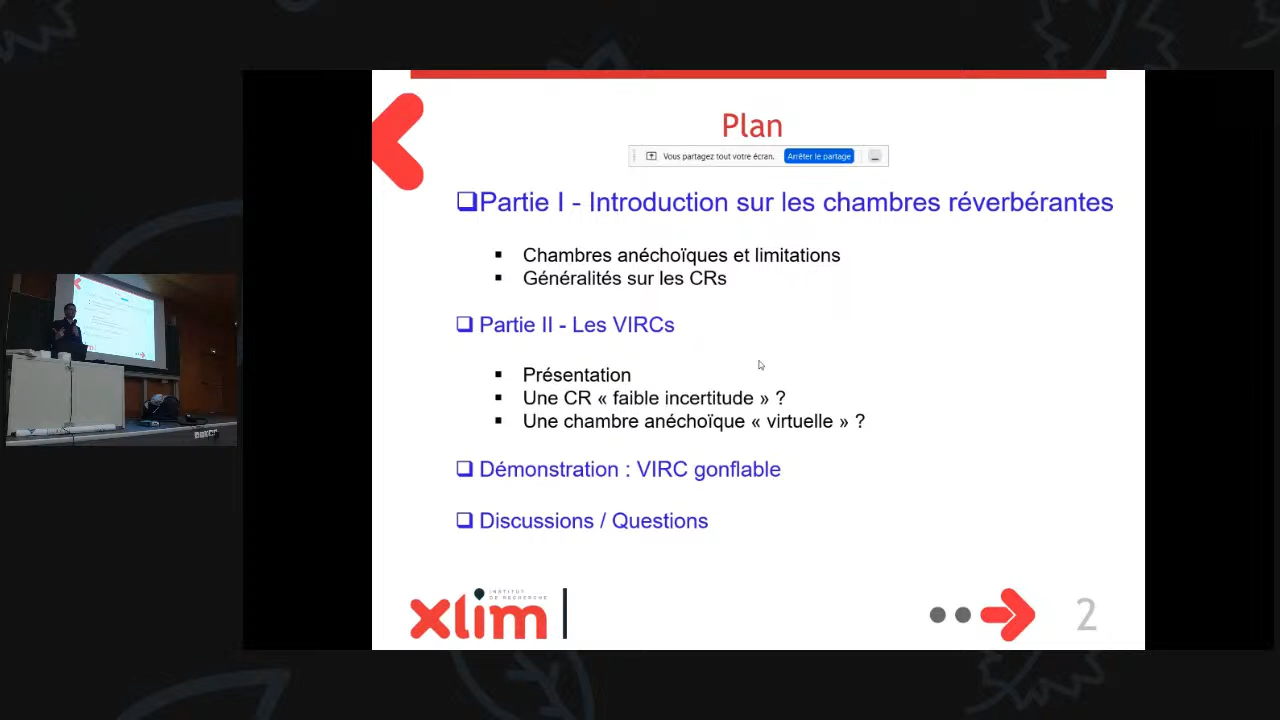 Plan
Vous partagez tout votre écran. Arrêter le partage
Partie I - Introduction sur les chambres réverbérantes
Chambres anéchoïques et limitations
Généralités sur les CRs
Partie II - Les VIRCs
Présentation
Une CR « faible incertitude » ?
Une chambre anéchoïque « virtuelle » ?
Démonstration : VIRC gonflable
Discussions / Questions
INSTITUT
DE RECHERCHE
xlim
2